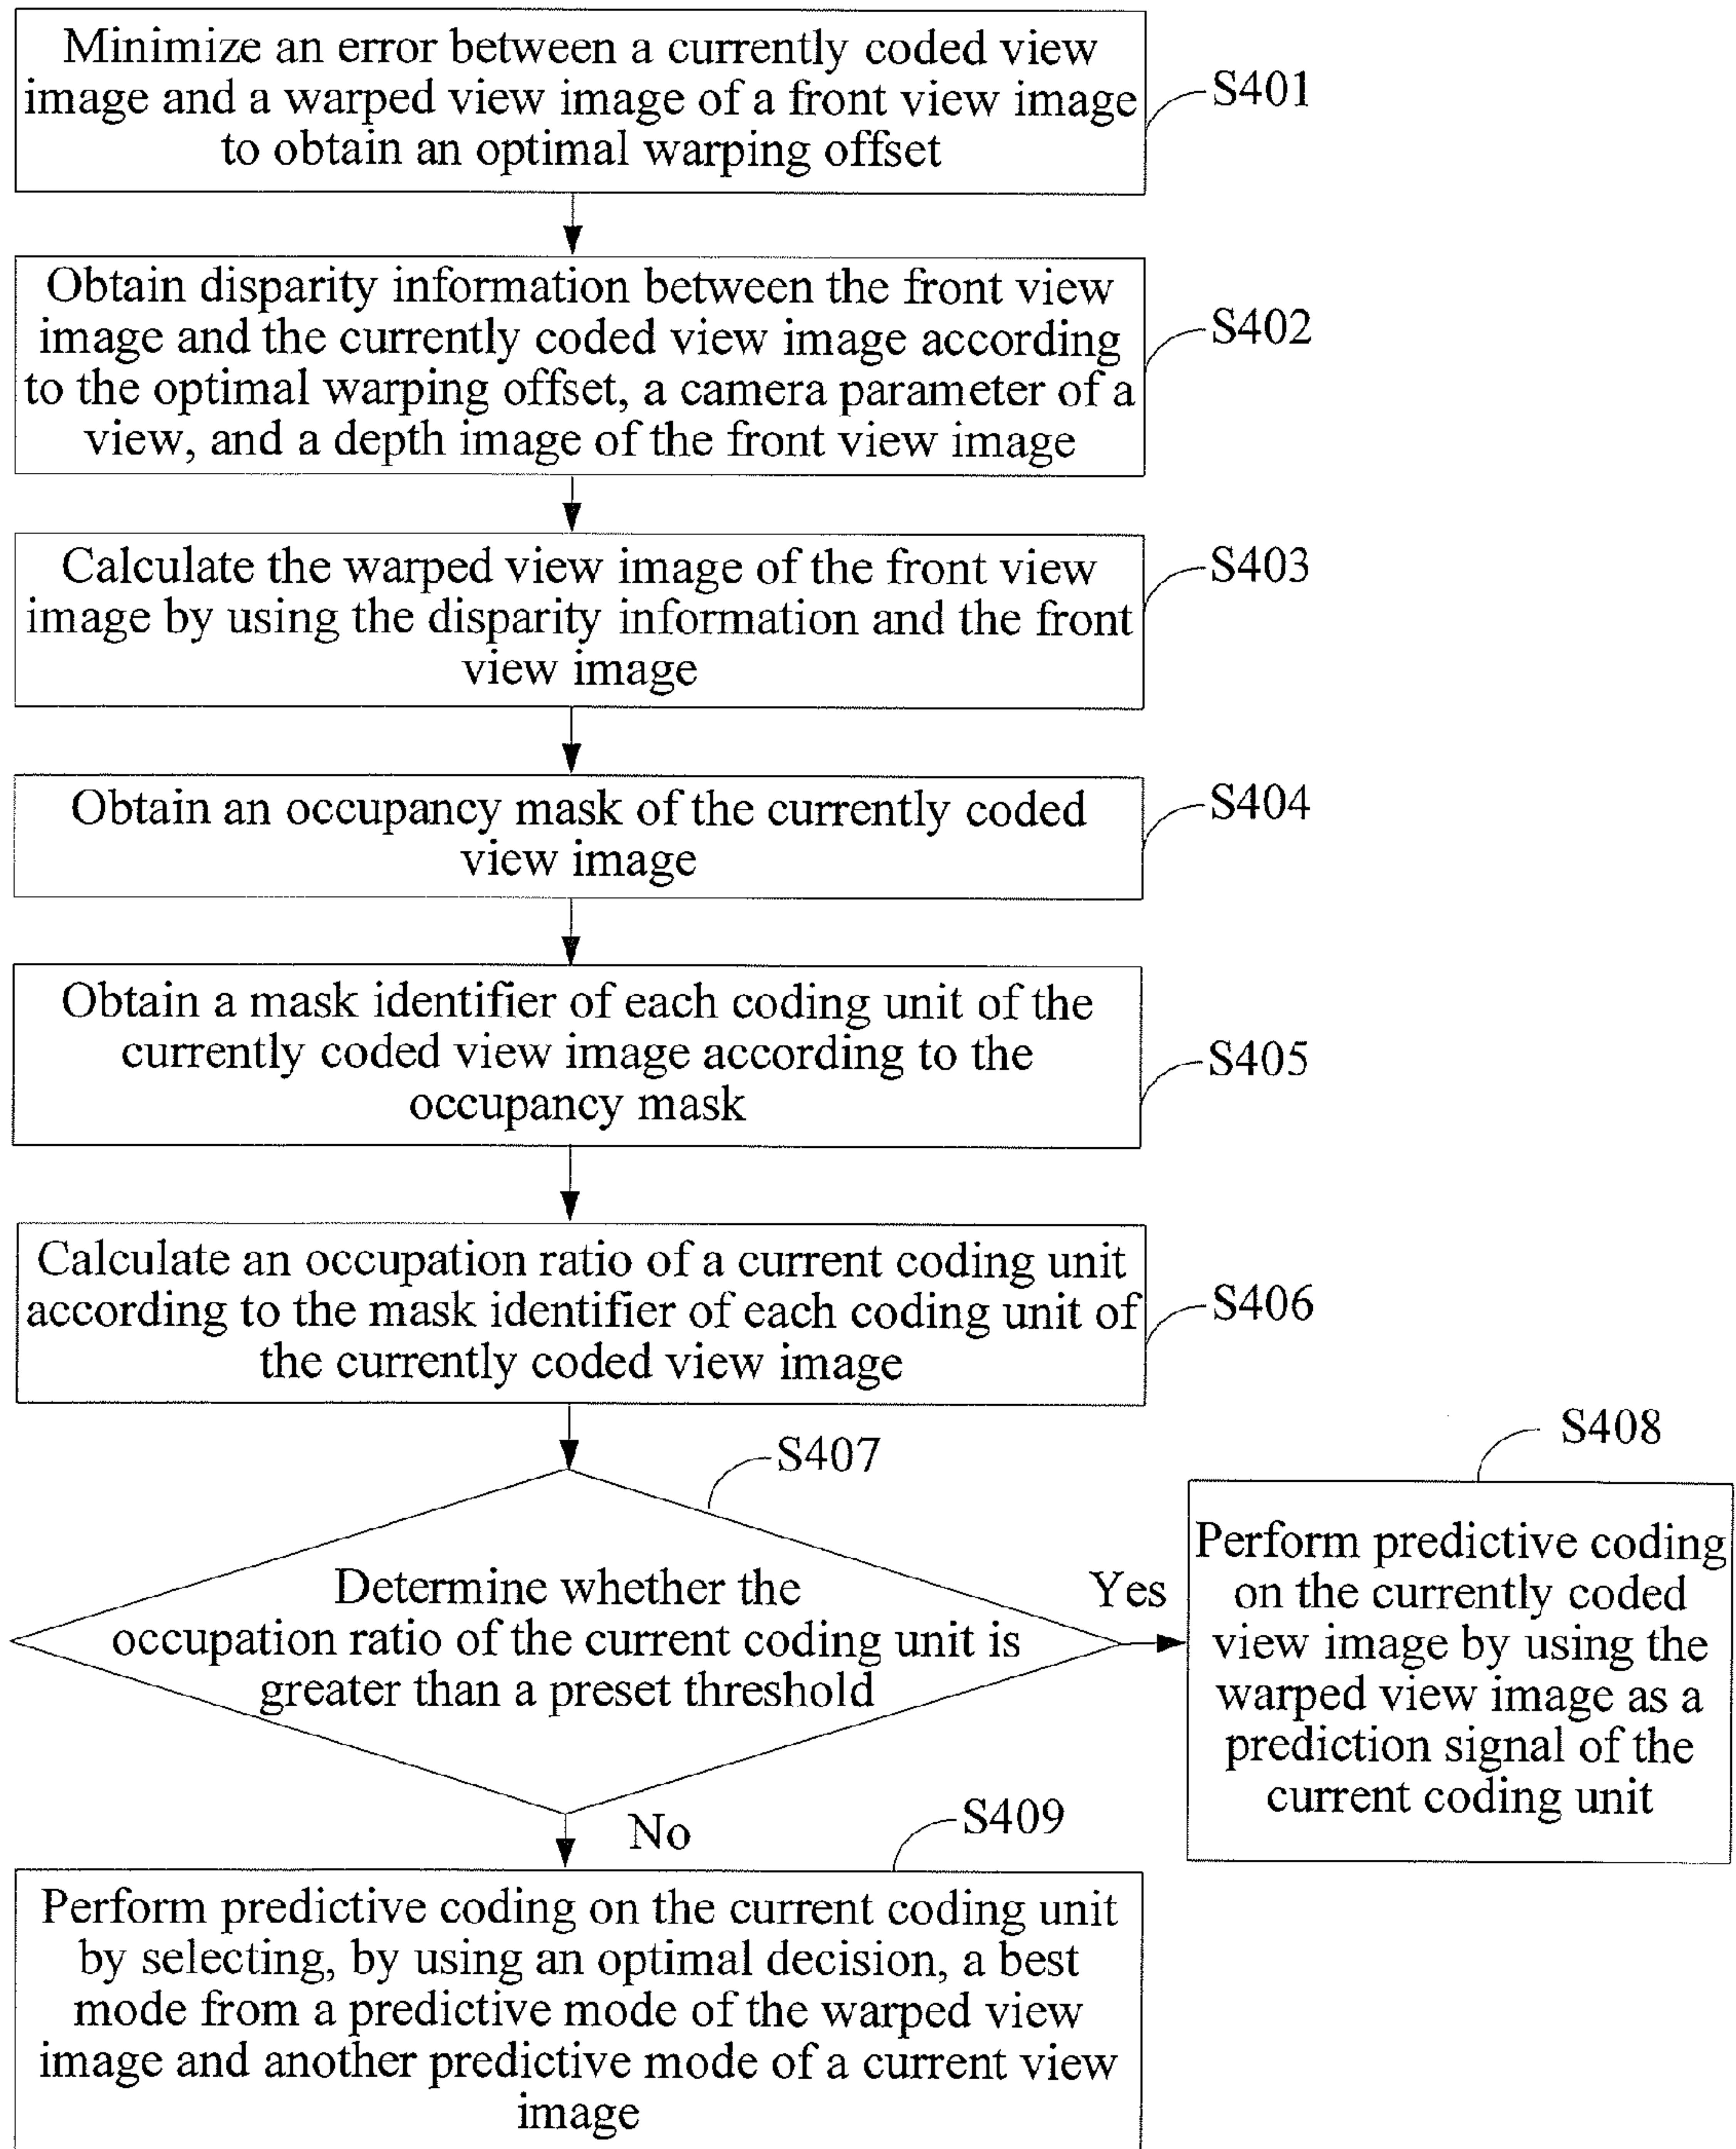 Minimize an error between a currently coded view
image and a warped view image of a front view image
to obtain an optimal warping offset
S401
Obtain disparity information between the front view
image and the currently coded view image according
to the optimal warping offset, a camera parameter of a
view, and a depth image of the front view image
S402
Calculate the warped view image of the front view
image by using the disparity information and the front
view image
S403
Obtain an occupancy mask of the currently coded
view image
S404
Obtain a mask identifier of each coding unit of the
currently coded view image according to the
occupancy mask
S405
Calculate an occupation ratio of a current coding unit
according to the mask identifier of each coding unit of
the currently coded view image
S406
S407
Determine whether the
occupation ratio of the current coding unit is
greater than a preset threshold
Yes
S408
Perform predictive coding
on the currently coded
view image by using the
warped view image as a
prediction signal of the
current coding unit
No
S409
Perform predictive coding on the current coding unit
by selecting, by using an optimal decision, a best
mode from a predictive mode of the warped view
image and another predictive mode of a current view
image